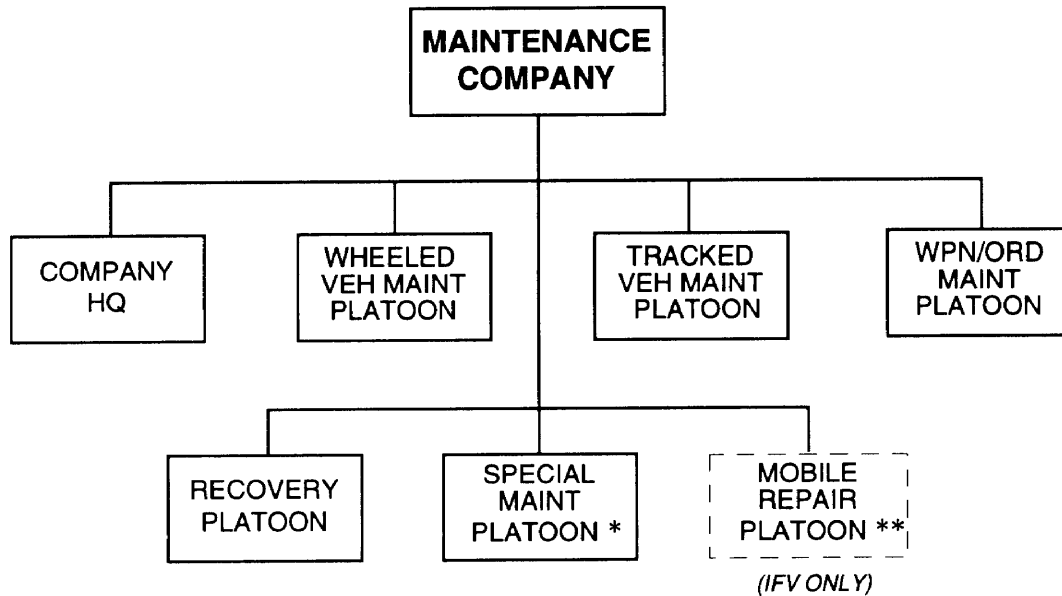 MAINTENANCE
COMPANY
COMPANY
HQ
WHEELED
VEH MAINT
PLATOON
TRACKED
VEH MAINT
PLATOON
WPN/ORD
MAINT
PLATOON
RECOVERY
PLATOON
SPECIAL
MAINT
PLATOON *
MOBILE
REPAIR
PLATOON **
(IFV ONLY)